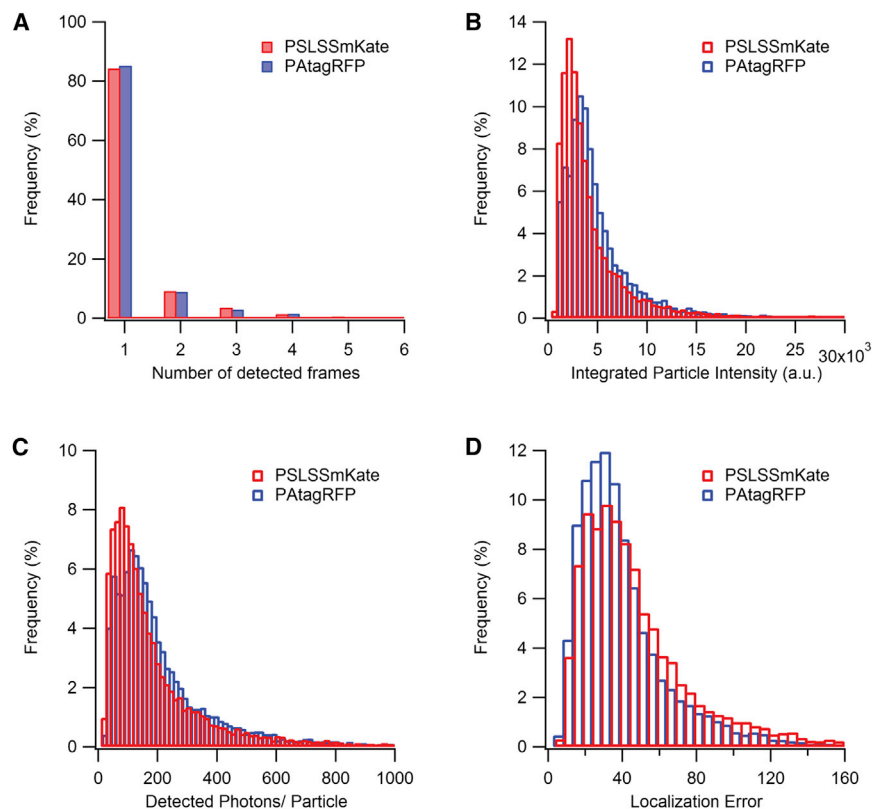 A
PSLSSmKate
PAtagRFP
Frequency (%)
100
80
60
40
20
0
1 2 3 4 5 6
Number of detected frames
B
PSLSSmKate
PAtagRFP
Frequency (%)
14
12
10
8
6
4
2
0
0 5 10 15 20 25 30x10³
Integrated Particle Intensity (a.u.)
C
PSLSSmKate
PAtagRFP
Frequency (%)
10
8
6
4
2
0
0 200 400 600 800 1000
Detected Photons/ Particle
D
PSLSSmKate
PAtagRFP
Frequency (%)
12
10
8
6
4
2
0
0 40 80 120 160
Localization Error